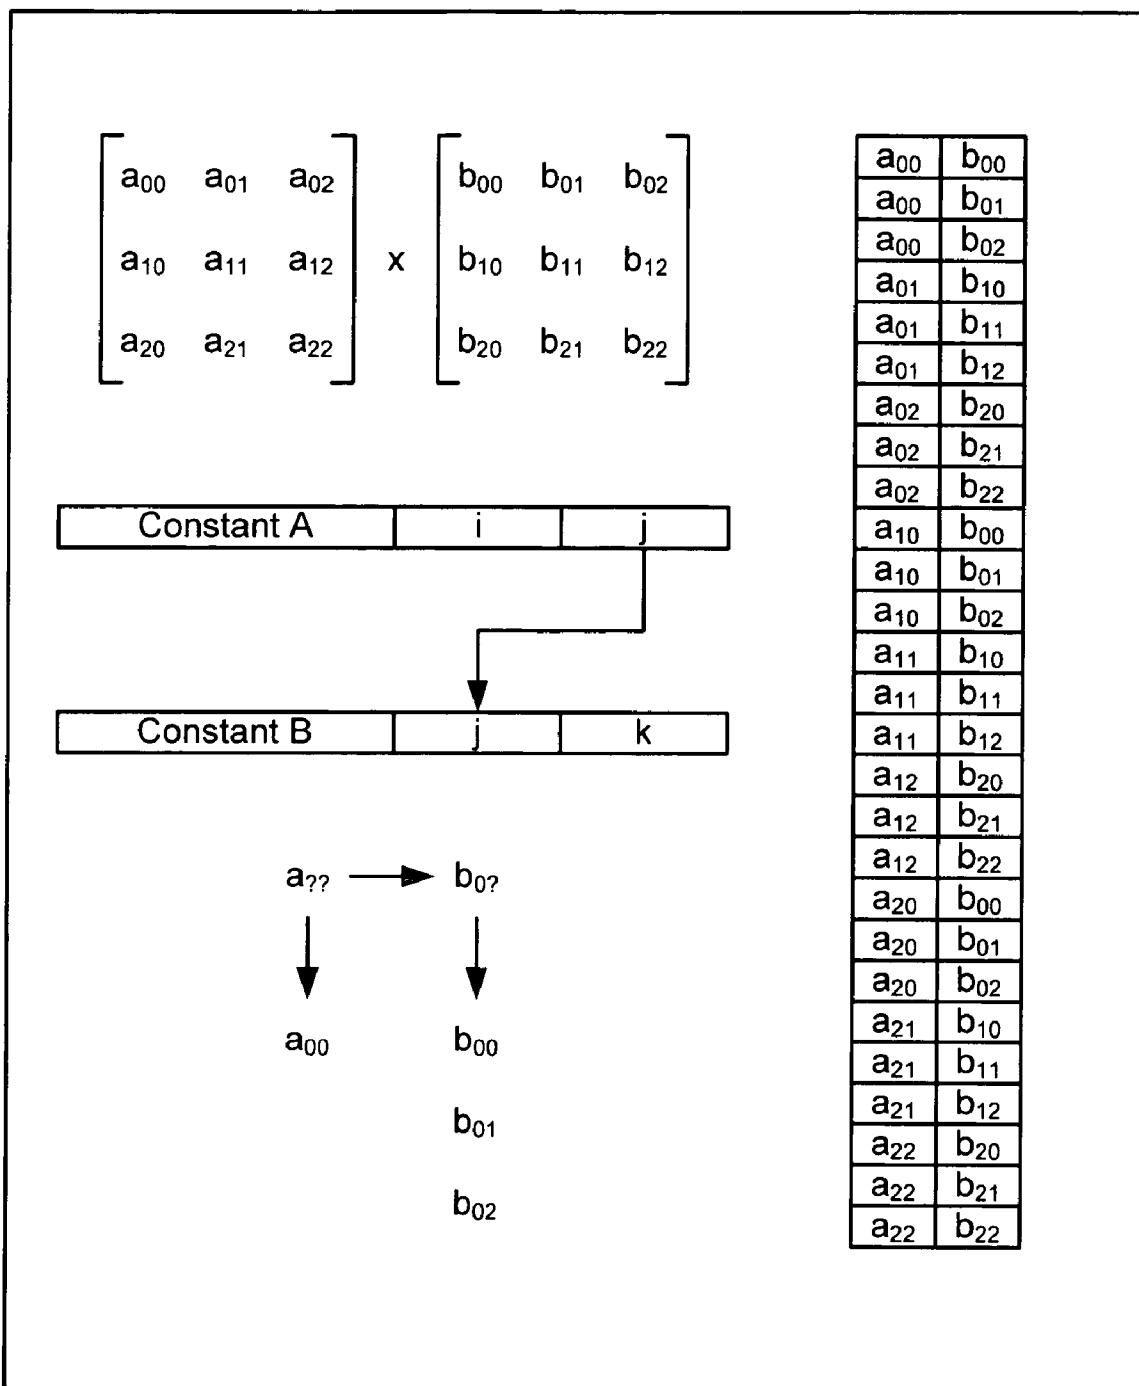 a₀₀ a₀₁ a₀₂ b₀₀ b₀₁ b₀₂
a₁₀ a₁₁ a₁₂ x b₁₀ b₁₁ b₁₂
a₂₀ a₂₁ a₂₂ b₂₀ b₂₁ b₂₂
Constant A i j
Constant B j k
a?? b₀?
a₀₀ b₀₀
b₀₁
b₀₂
a₀₀ b₀₀
a₀₀ b₀₁
a₀₀ b₀₂
a₀₁ b₁₀
a₀₁ b₁₁
a₀₁ b₁₂
a₀₂ b₂₀
a₀₂ b₂₁
a₀₂ b₂₂
a₁₀ b₀₀
a₁₀ b₀₁
a₁₀ b₀₂
a₁₁ b₁₀
a₁₁ b₁₁
a₁₁ b₁₂
a₁₂ b₂₀
a₁₂ b₂₁
a₁₂ b₂₂
a₂₀ b₀₀
a₂₀ b₀₁
a₂₀ b₀₂
a₂₁ b₁₀
a₂₁ b₁₁
a₂₁ b₁₂
a₂₂ b₂₀
a₂₂ b₂₁
a₂₂ b₂₂